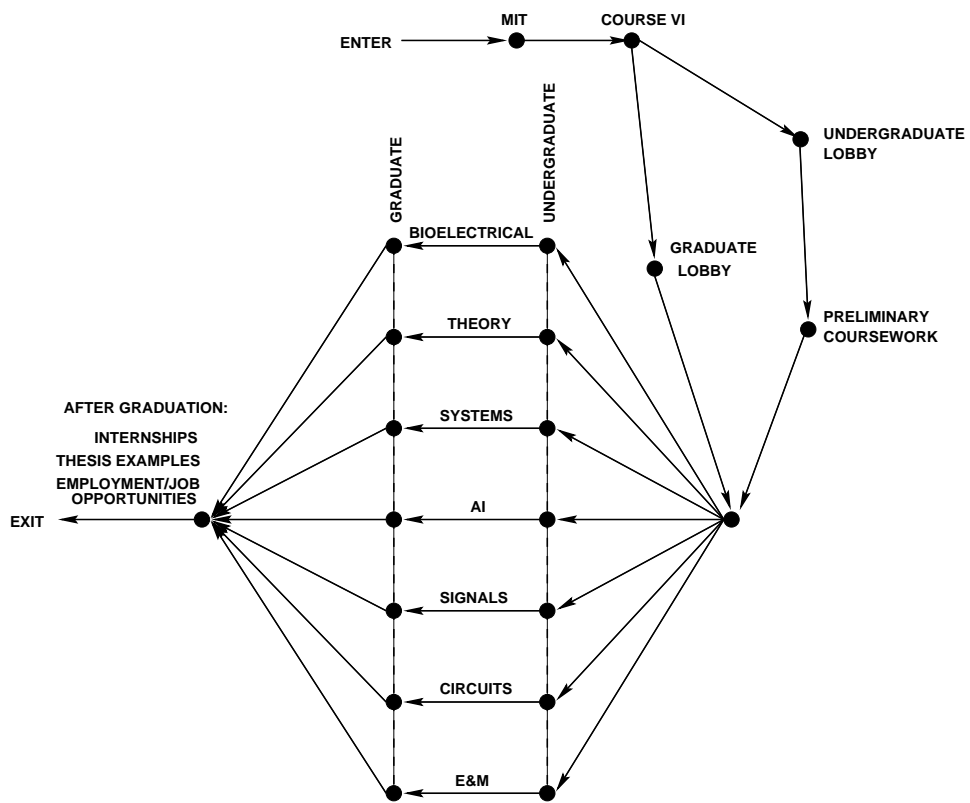 MIT
COURSE VI
ENTER
UNDERGRADUATE
LOBBY
GRADUATE
UNDERGRADUATE
BIOELECTRICAL
GRADUATE
LOBBY
THEORY
PRELIMINARY
COURSEWORK
AFTER GRADUATION:
SYSTEMS
INTERNSHIPS
THESIS EXAMPLES
EMPLOYMENT/JOB
OPPORTUNITIES
EXIT
AI
SIGNALS
CIRCUITS
E&M